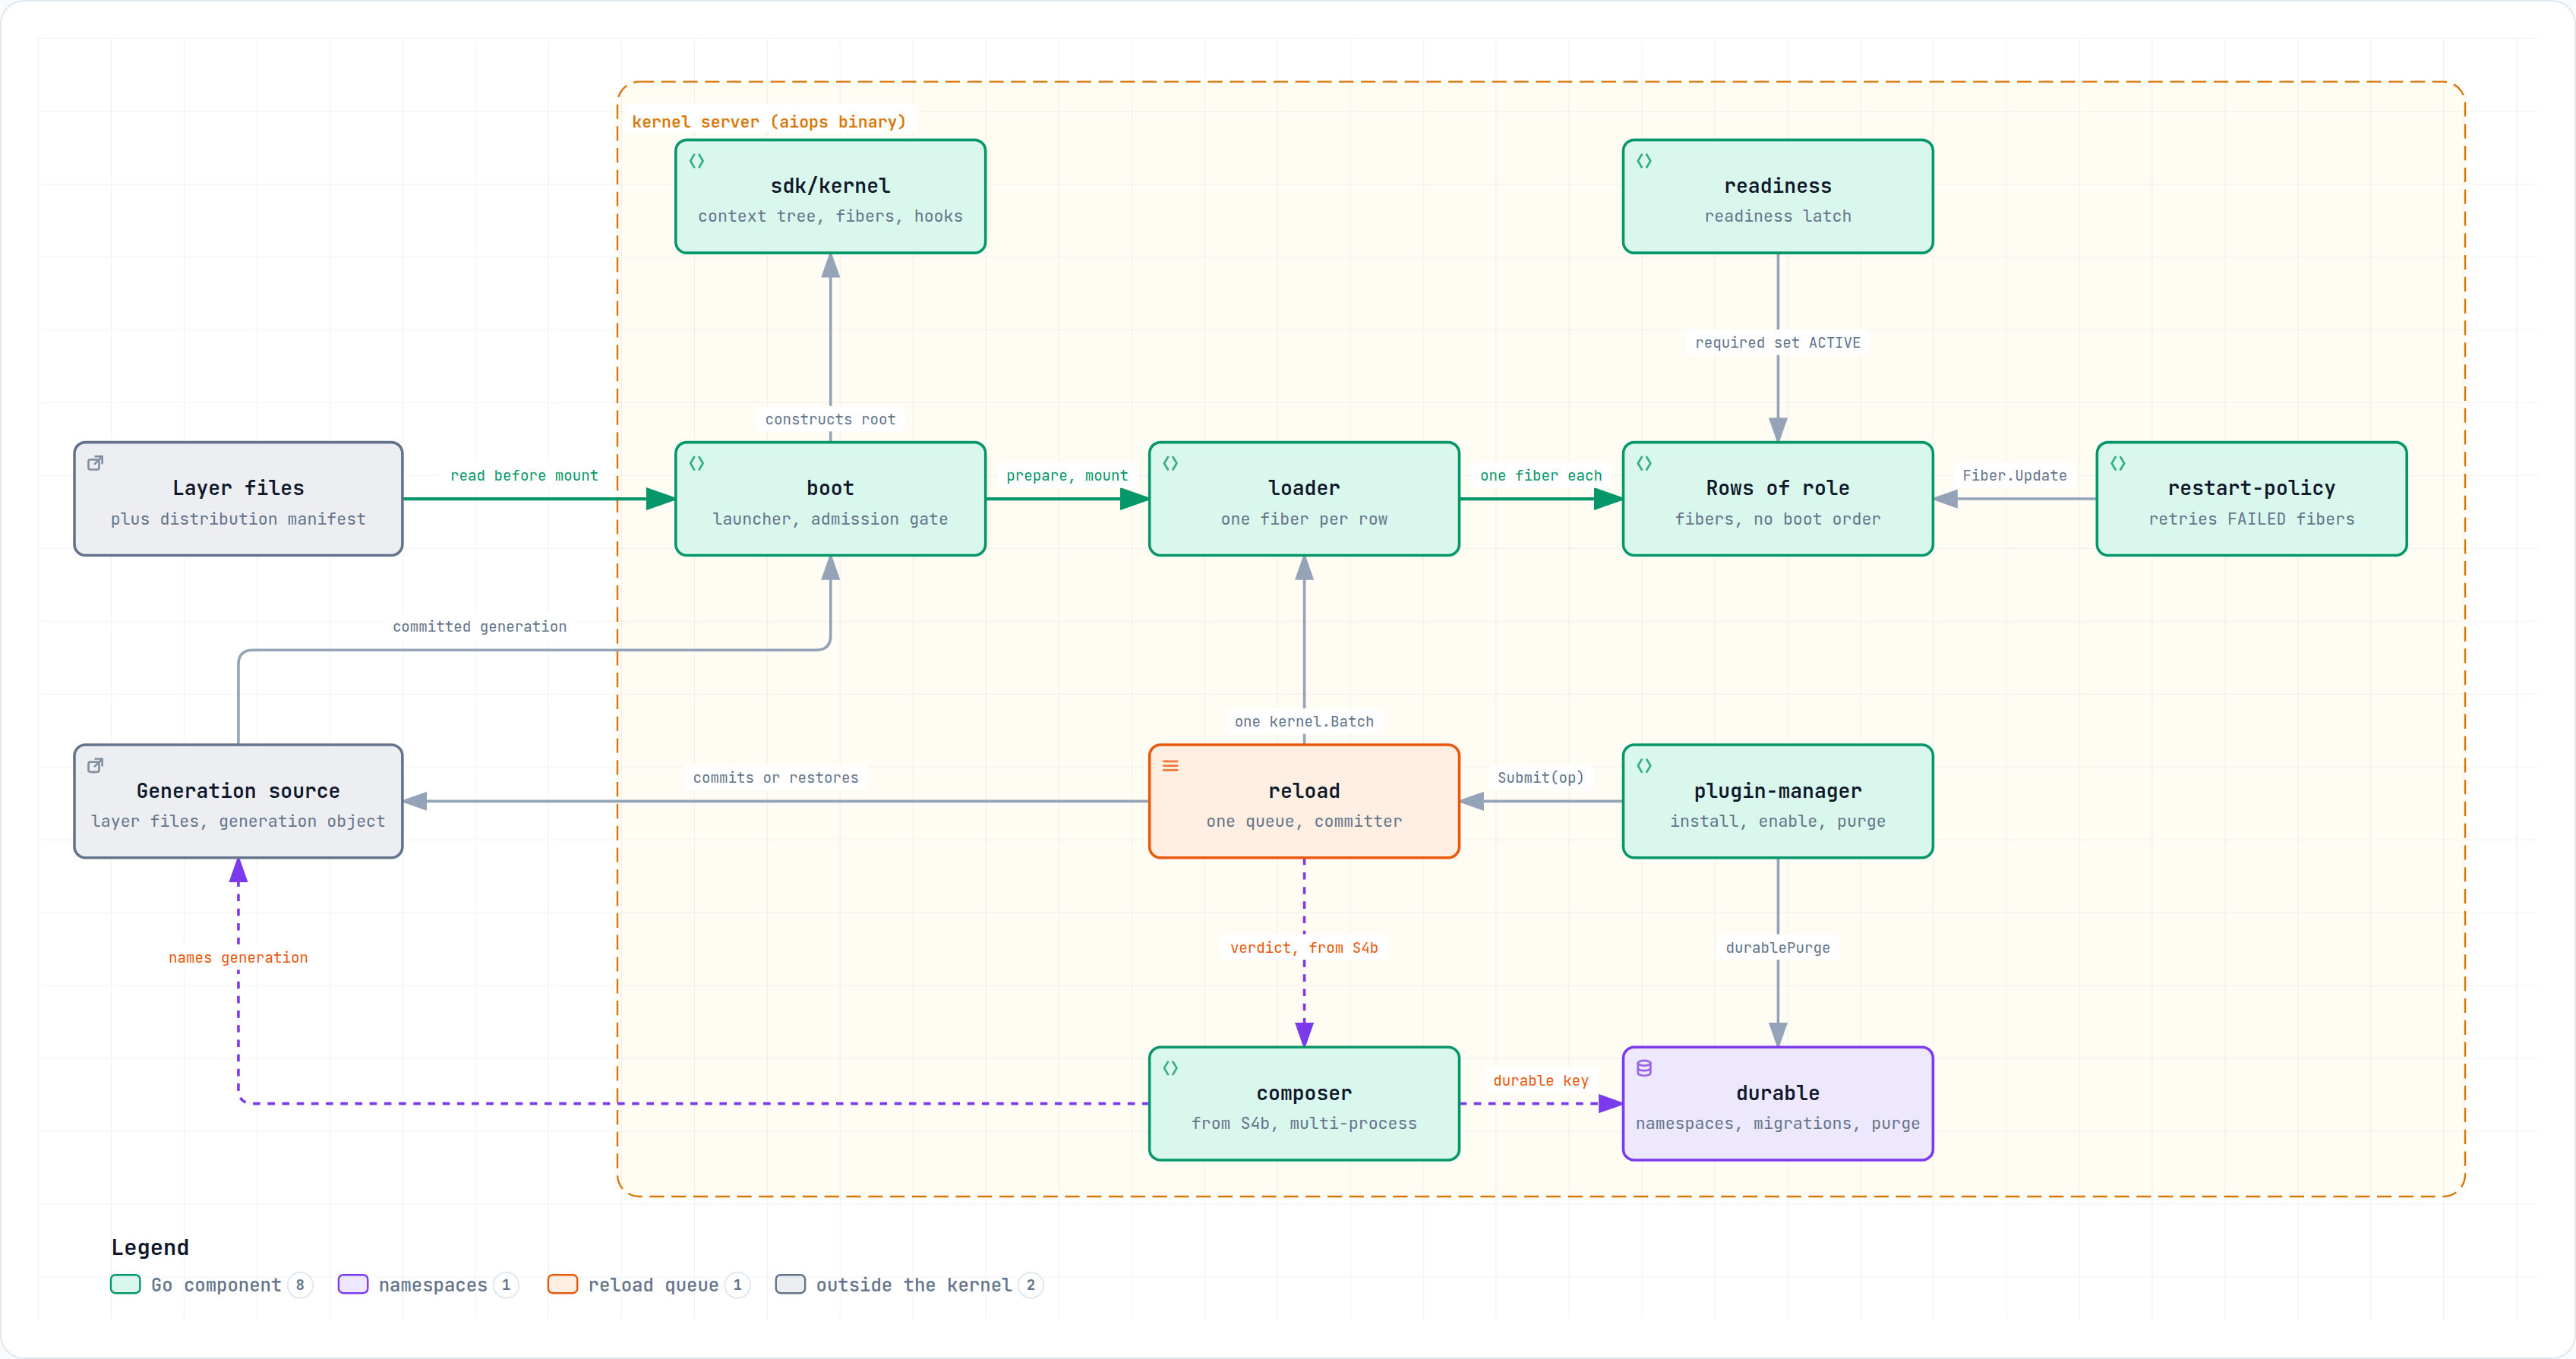 kernel server (aiops binary)
sdk/kernel
context tree, fibers, hooks
readiness
readiness latch
required set ACTIVE
constructs root
Layer files
plus distribution manifest
read before mount
boot
launcher, admission gate
prepare, mount
loader
one fiber per row
one fiber each
Rows of role
fibers, no boot order
Fiber.Update
restart-policy
retries FAILED fibers
committed generation
one kernel.Batch
Generation source
layer files, generation object
commits or restores
reload
one queue, committer
Submit(op)
plugin-manager
install, enable, purge
names generation
verdict, from S4b
durablePurge
composer
from S4b, multi-process
durable key
durable
namespaces, migrations, purge
Legend
Go component 8
namespaces 1
reload queue 1
outside the kernel 2